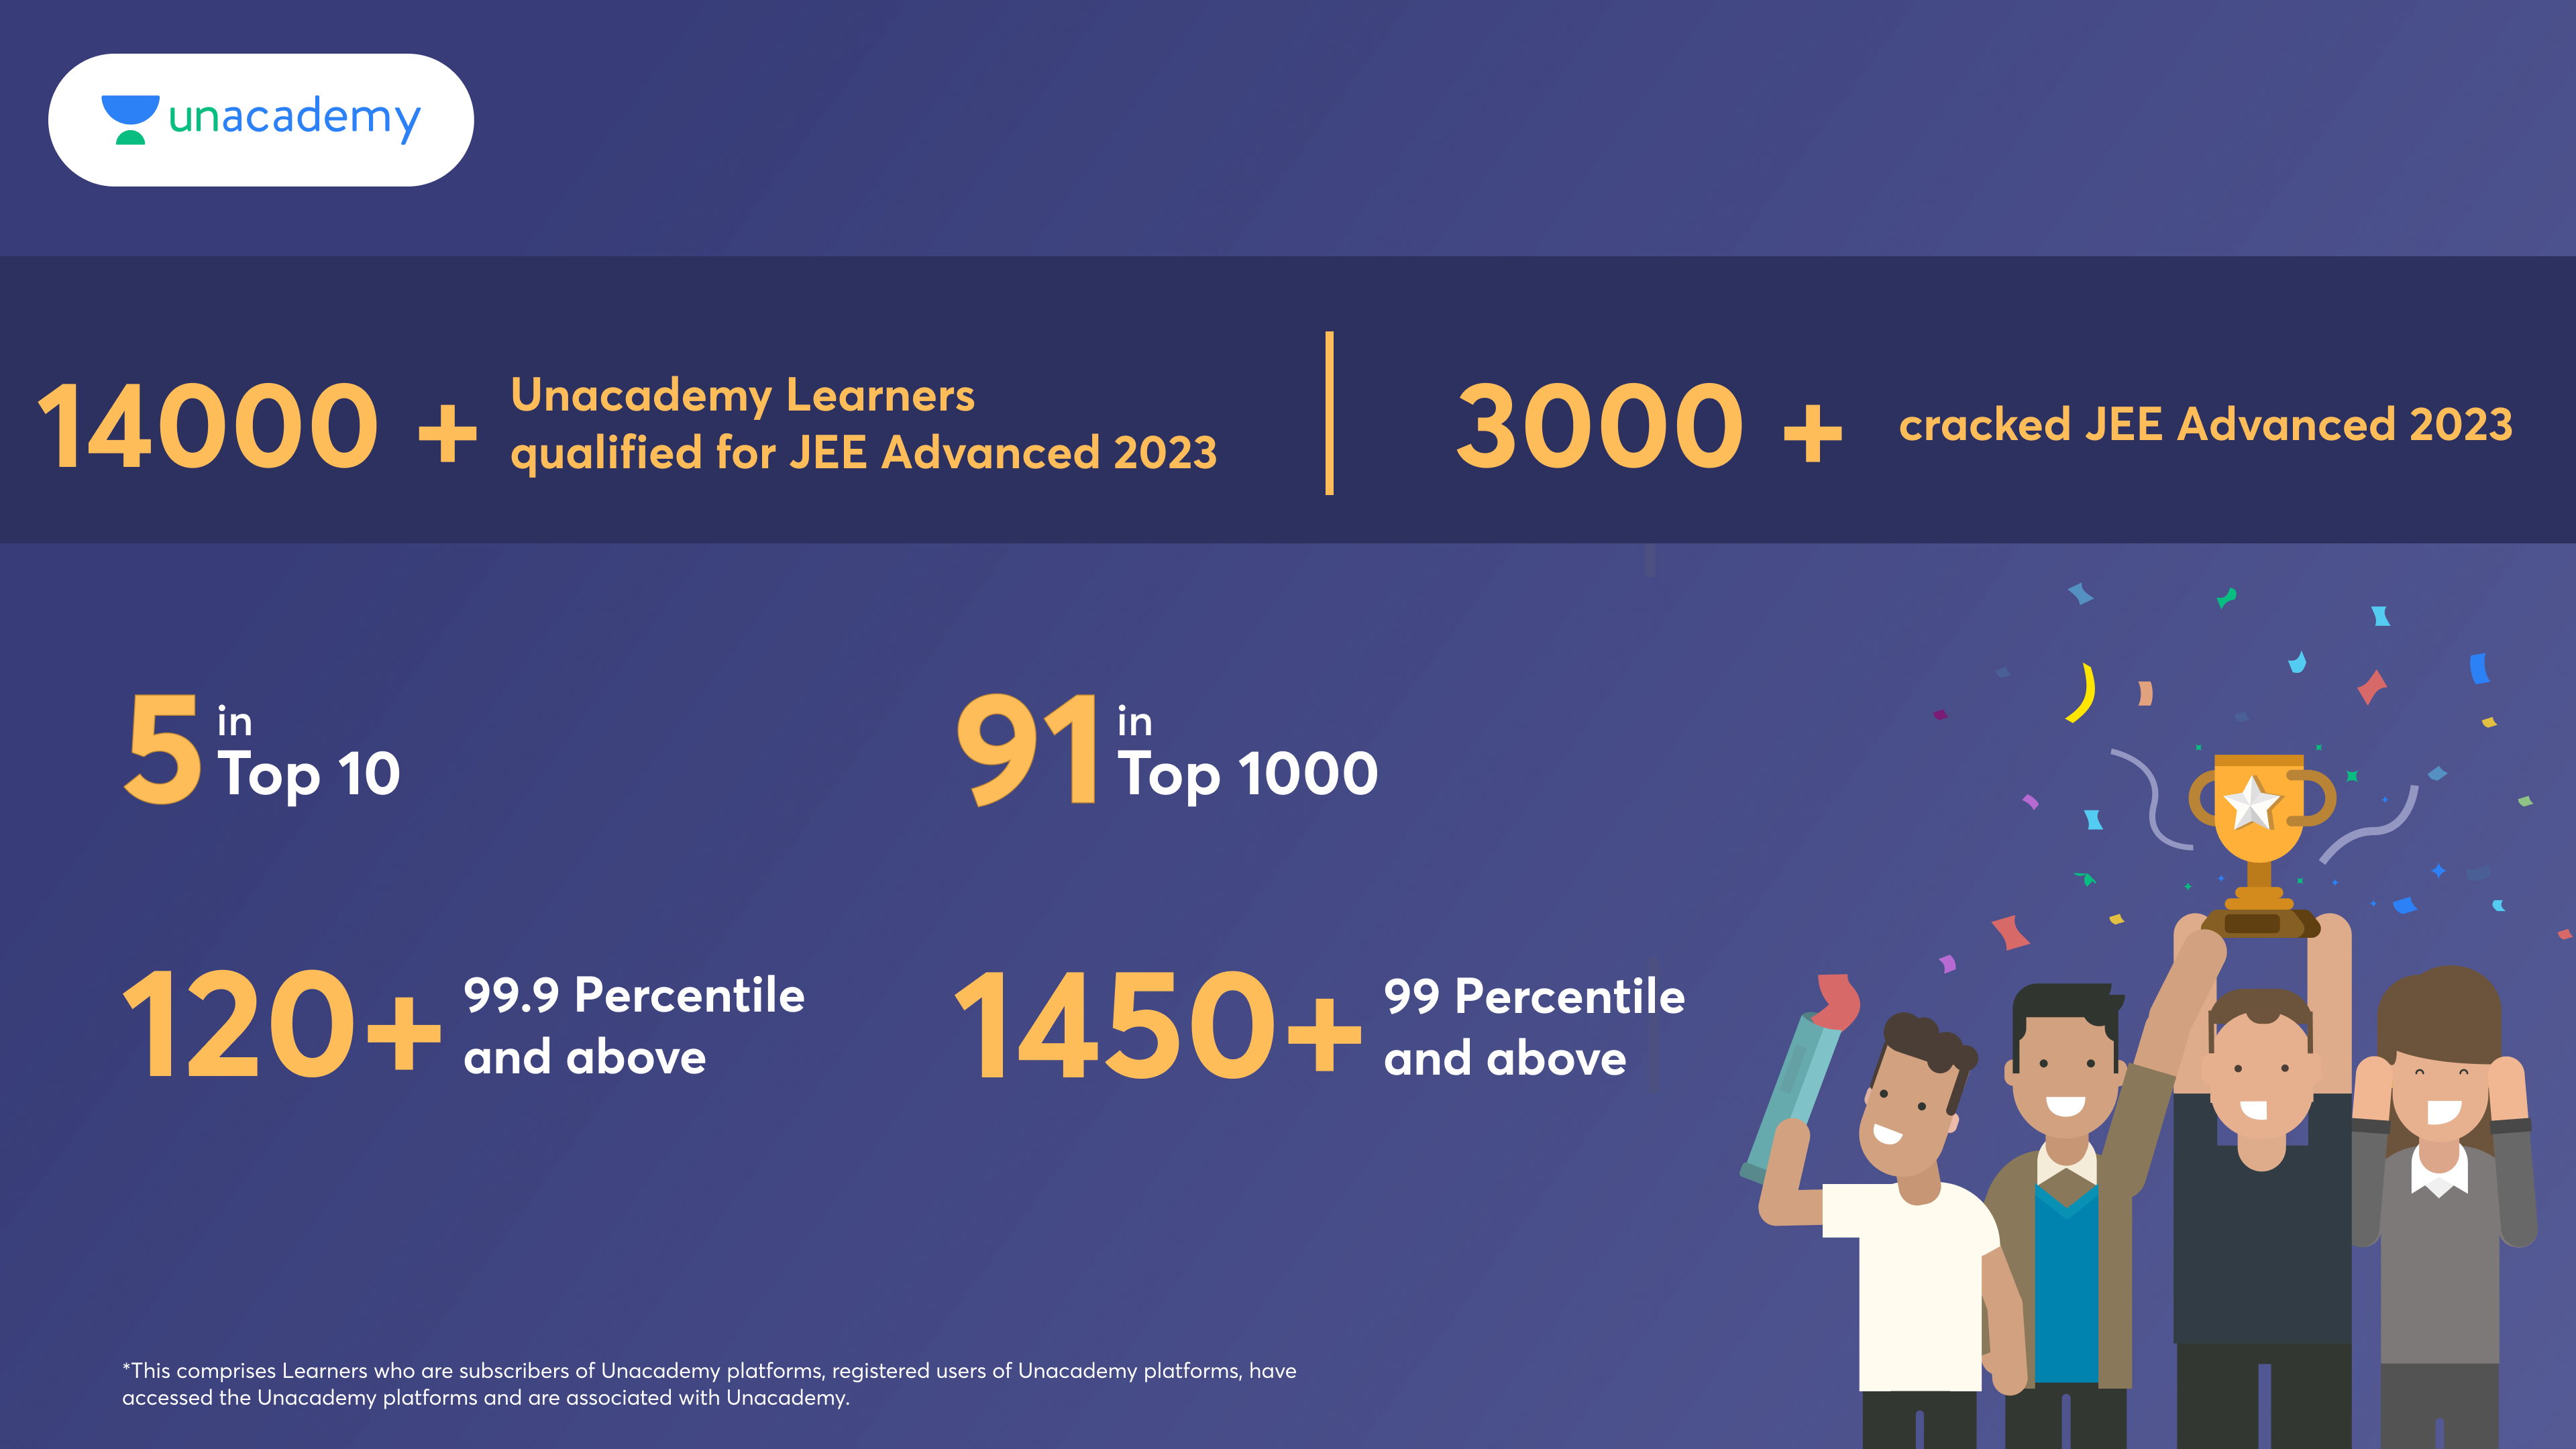 unacademy
14000 +
Unacademy Learners
qualified for JEE Advanced 2023
3000 +
cracked JEE Advanced 2023
5
in
Top 10
91
in
Top 1000
120+
99.9 Percentile
and above
1450+
99 Percentile
and above
*This comprises Learners who are subscribers of Unacademy platforms, registered users of Unacademy platforms, have
accessed the Unacademy platforms and are associated with Unacademy.